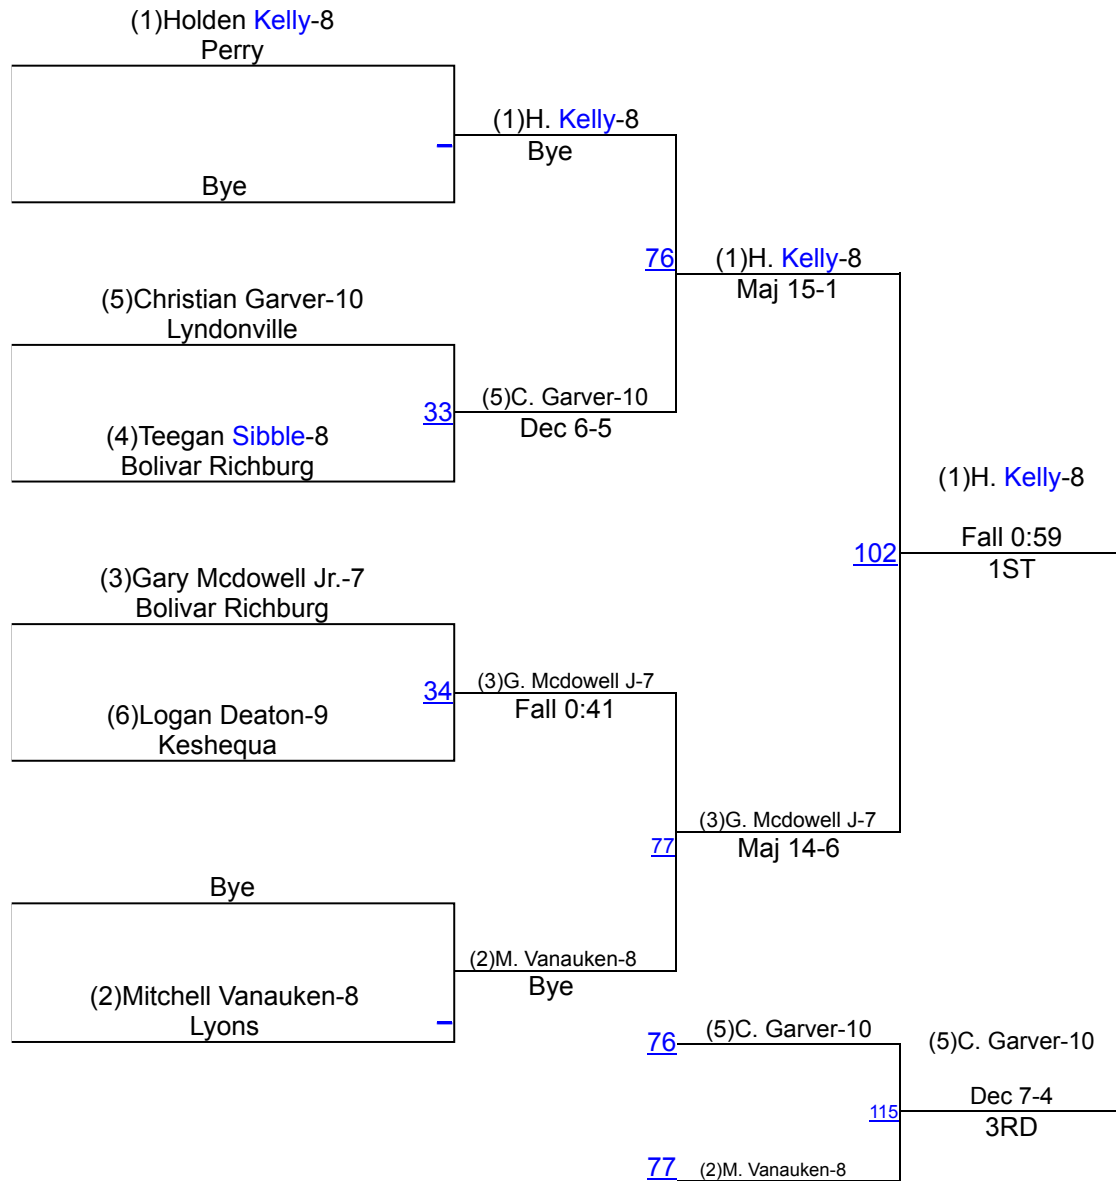 (1)Holden Kelly-8
Perry
(1)H. Kelly-8
–
Bye
Bye
76
(1)H. Kelly-8
Maj 15-1
(5)Christian Garver-10
Lyndonville
33
(5)C. Garver-10
Dec 6-5
(4)Teegan Sibble-8
Bolivar Richburg
(1)H. Kelly-8
102
Fall 0:59
1ST
(3)Gary Mcdowell Jr.-7
Bolivar Richburg
34
(3)G. Mcdowell J-7
Fall 0:41
(6)Logan Deaton-9
Keshequa
77
(3)G. Mcdowell J-7
Maj 14-6
Bye
(2)M. Vanauken-8
Bye
(2)Mitchell Vanauken-8
Lyons
–
76
(5)C. Garver-10
(5)C. Garver-10
115
Dec 7-4
3RD
77
(2)M. Vanauken-8